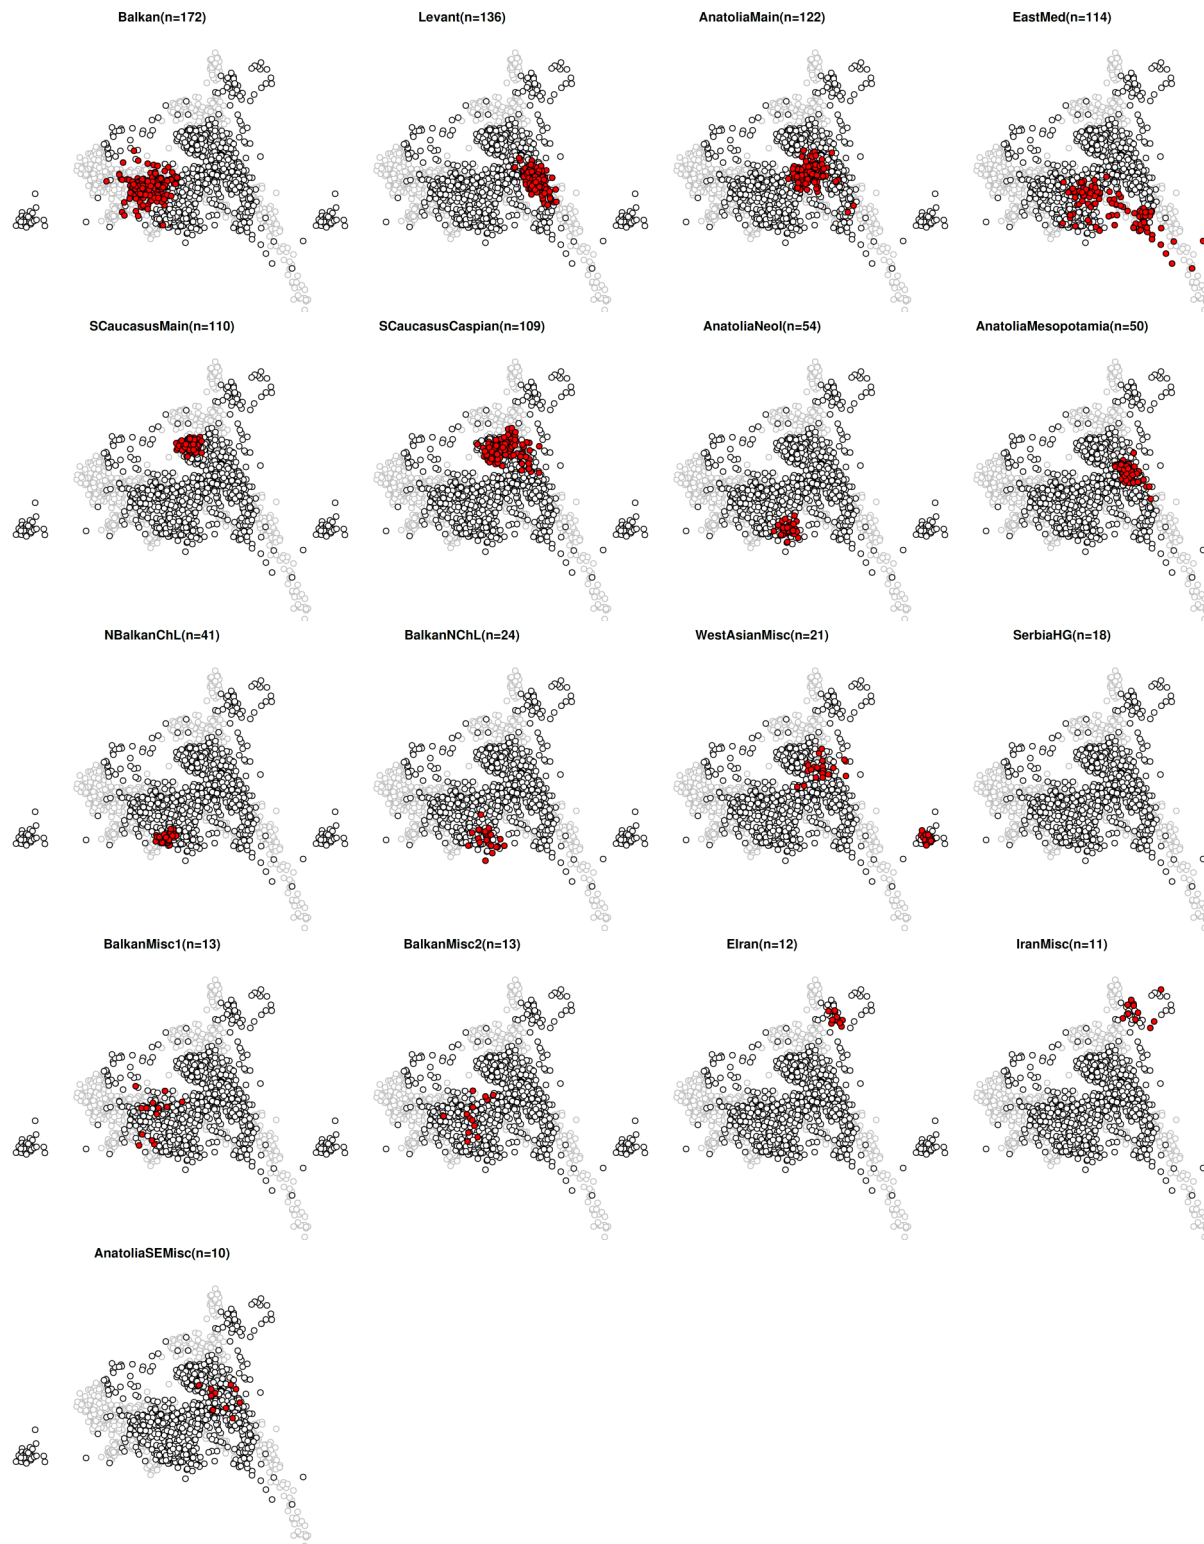 Balkan(n=172)
Levant(n=136)
AnatoliaMain(n=122)
EastMed(n=114)
SCaucasusMain(n=110)
SCaucasusCaspian(n=109)
AnatoliaNeol(n=54)
AnatoliaMesopotamia(n=50)
NBalkanChL(n=41)
BalkanNChL(n=24)
WestAsianMisc(n=21)
SerbiaHG(n=18)
BalkanMisc1(n=13)
BalkanMisc2(n=13)
EIran(n=12)
IranMisc(n=11)
AnatoliaSEMisc(n=10)